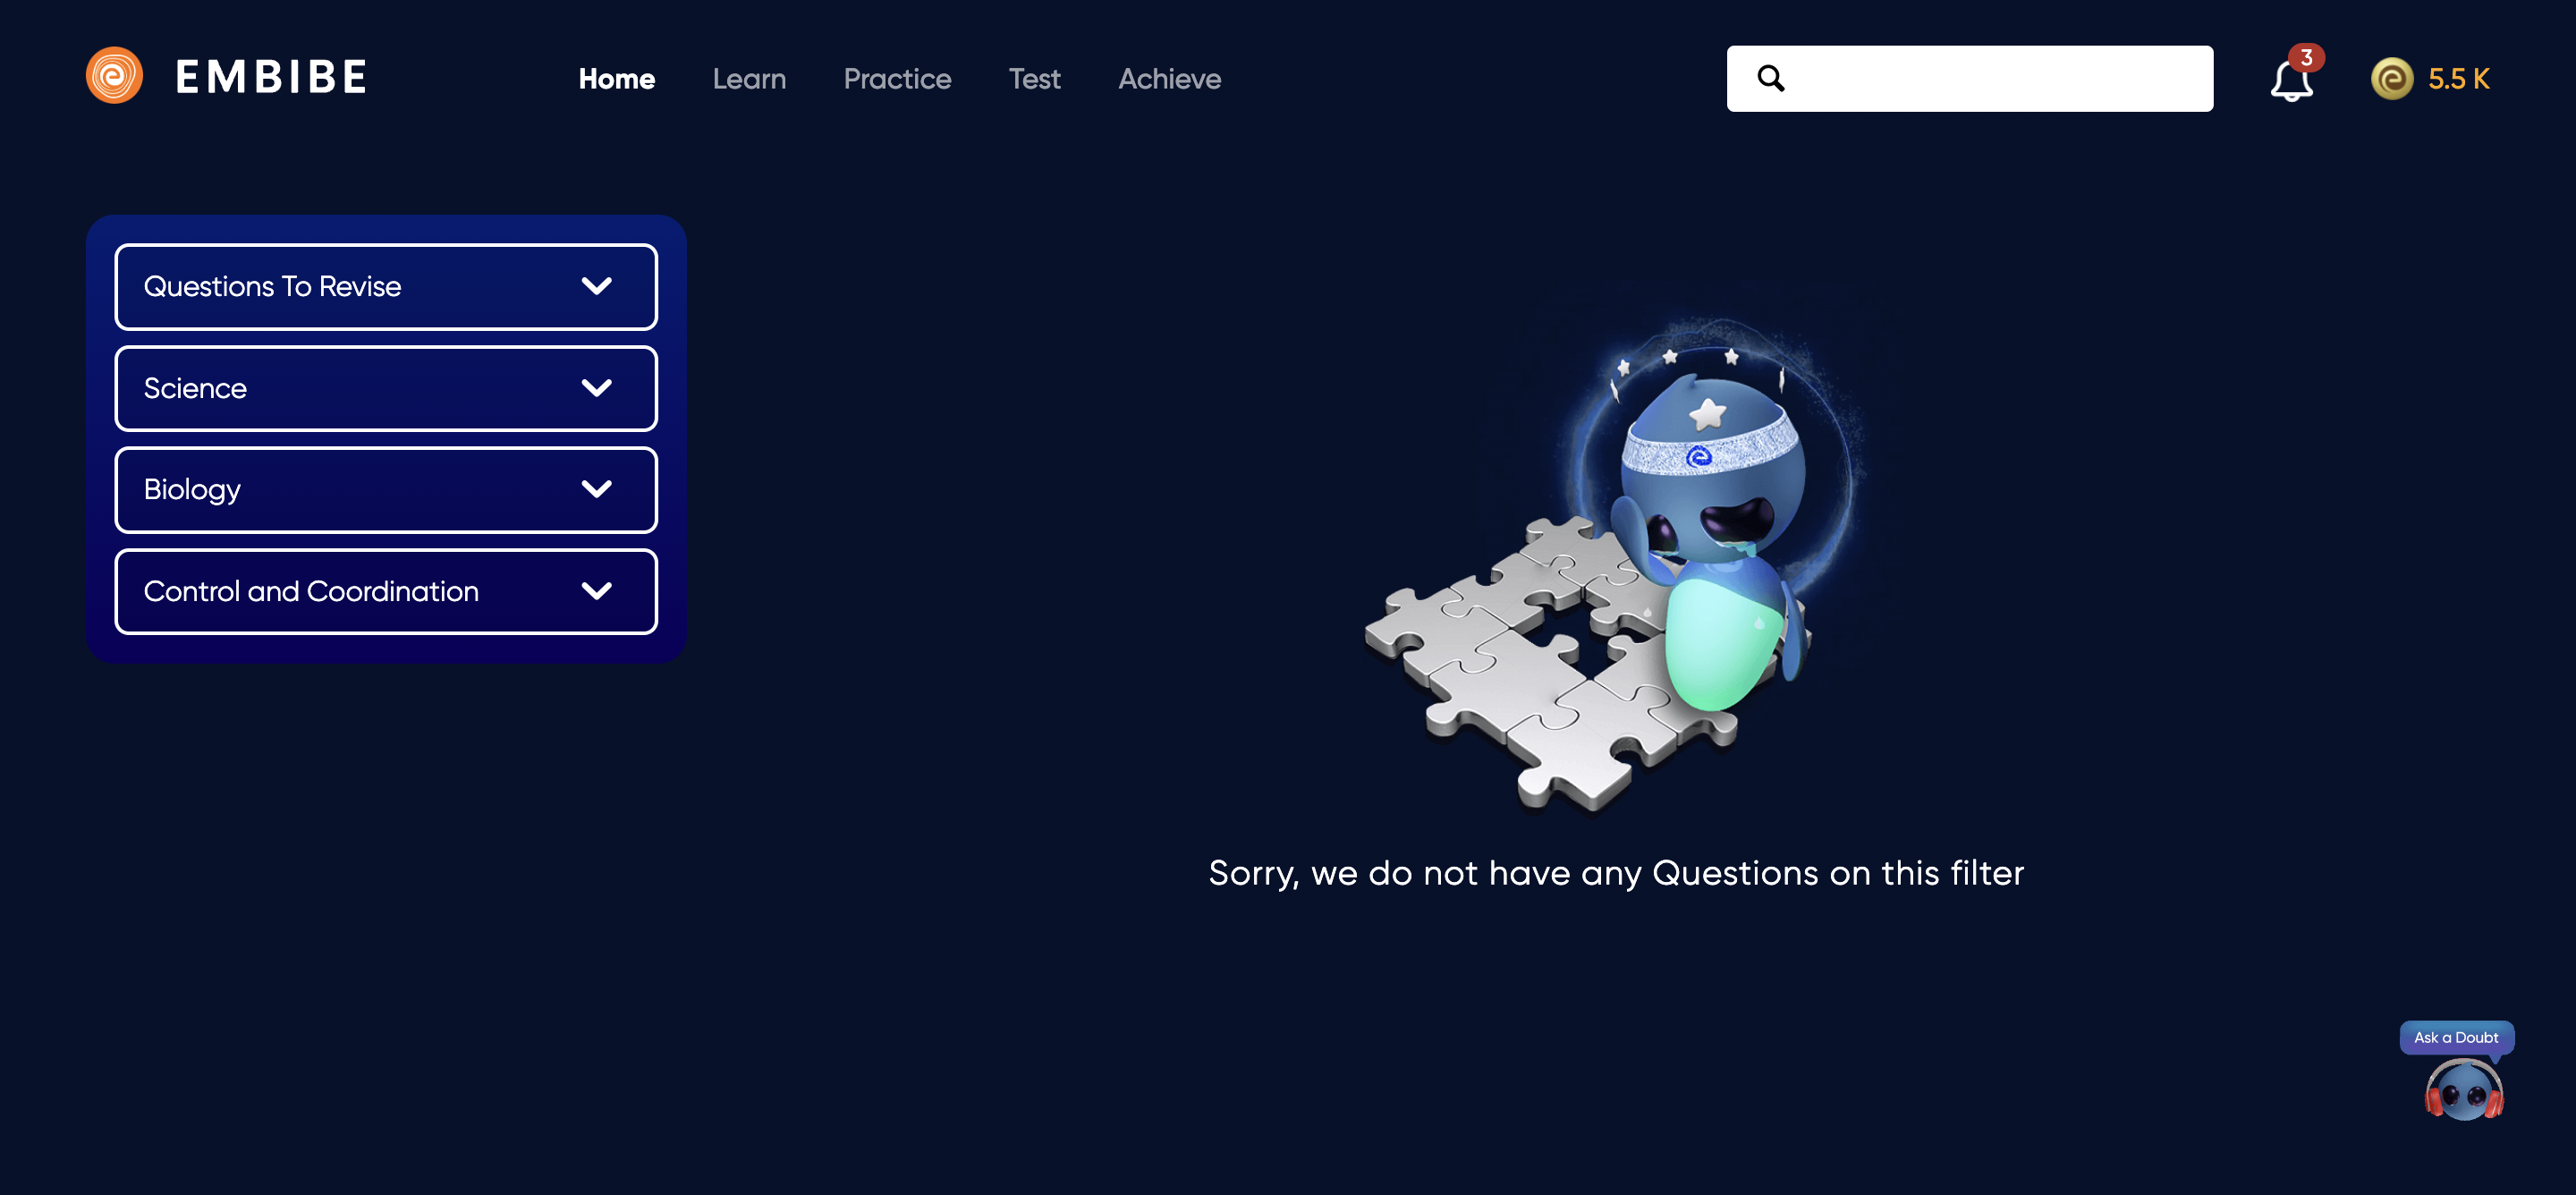 EMBIBE
Home
Learn
Practice
Test
Achieve
3
5.5 K
Questions To Revise
Science
Biology
Control and Coordination
Sorry, we do not have any Questions on this filter
Ask a Doubt